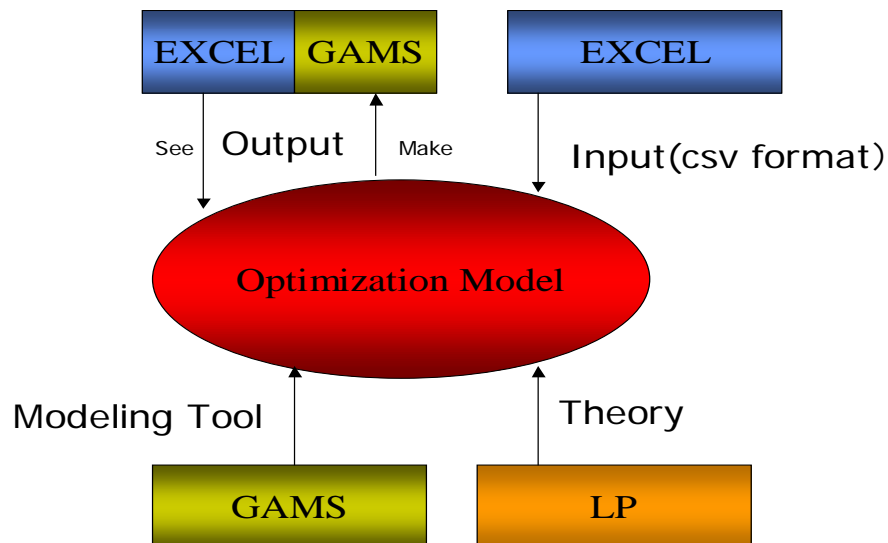 EXCEL GAMS EXCEL
See Output Make
Input(csv format)
Optimization Model
Modeling Tool Theory
GAMS LP